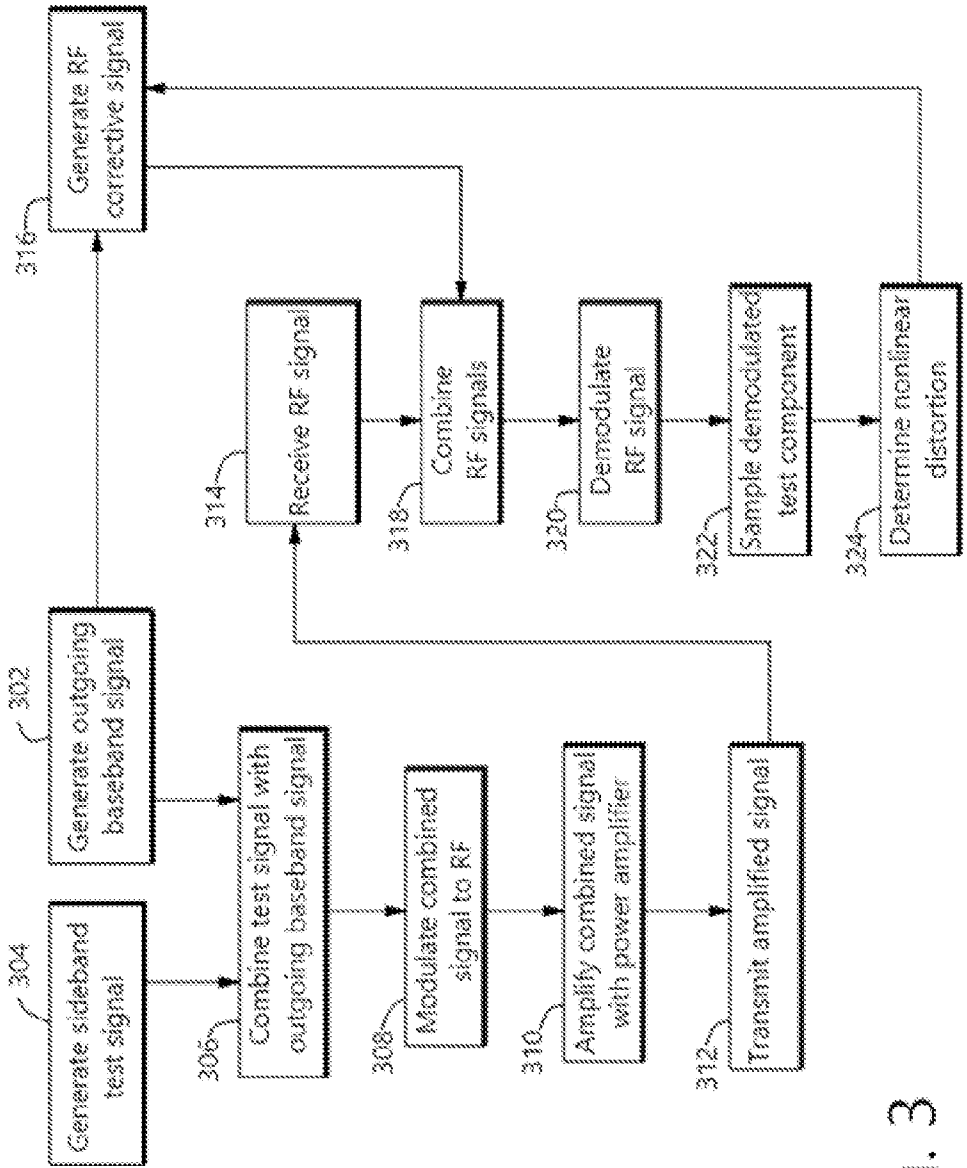 304
Generate sideband
test signal
302
Generate outgoing
baseband signal
316
Generate RF
corrective signal
306
Combine test signal with
outgoing baseband signal
308
Modulate combined
signal to RF
310
Amplify combined signal
with power amplifier
312
Transmit amplified signal
314
Receive RF signal
318
Combine
RF signals
320
Demodulate
RF signal
322
Sample demodulated
test component
324
Determine nonlinear
distortion
. 3